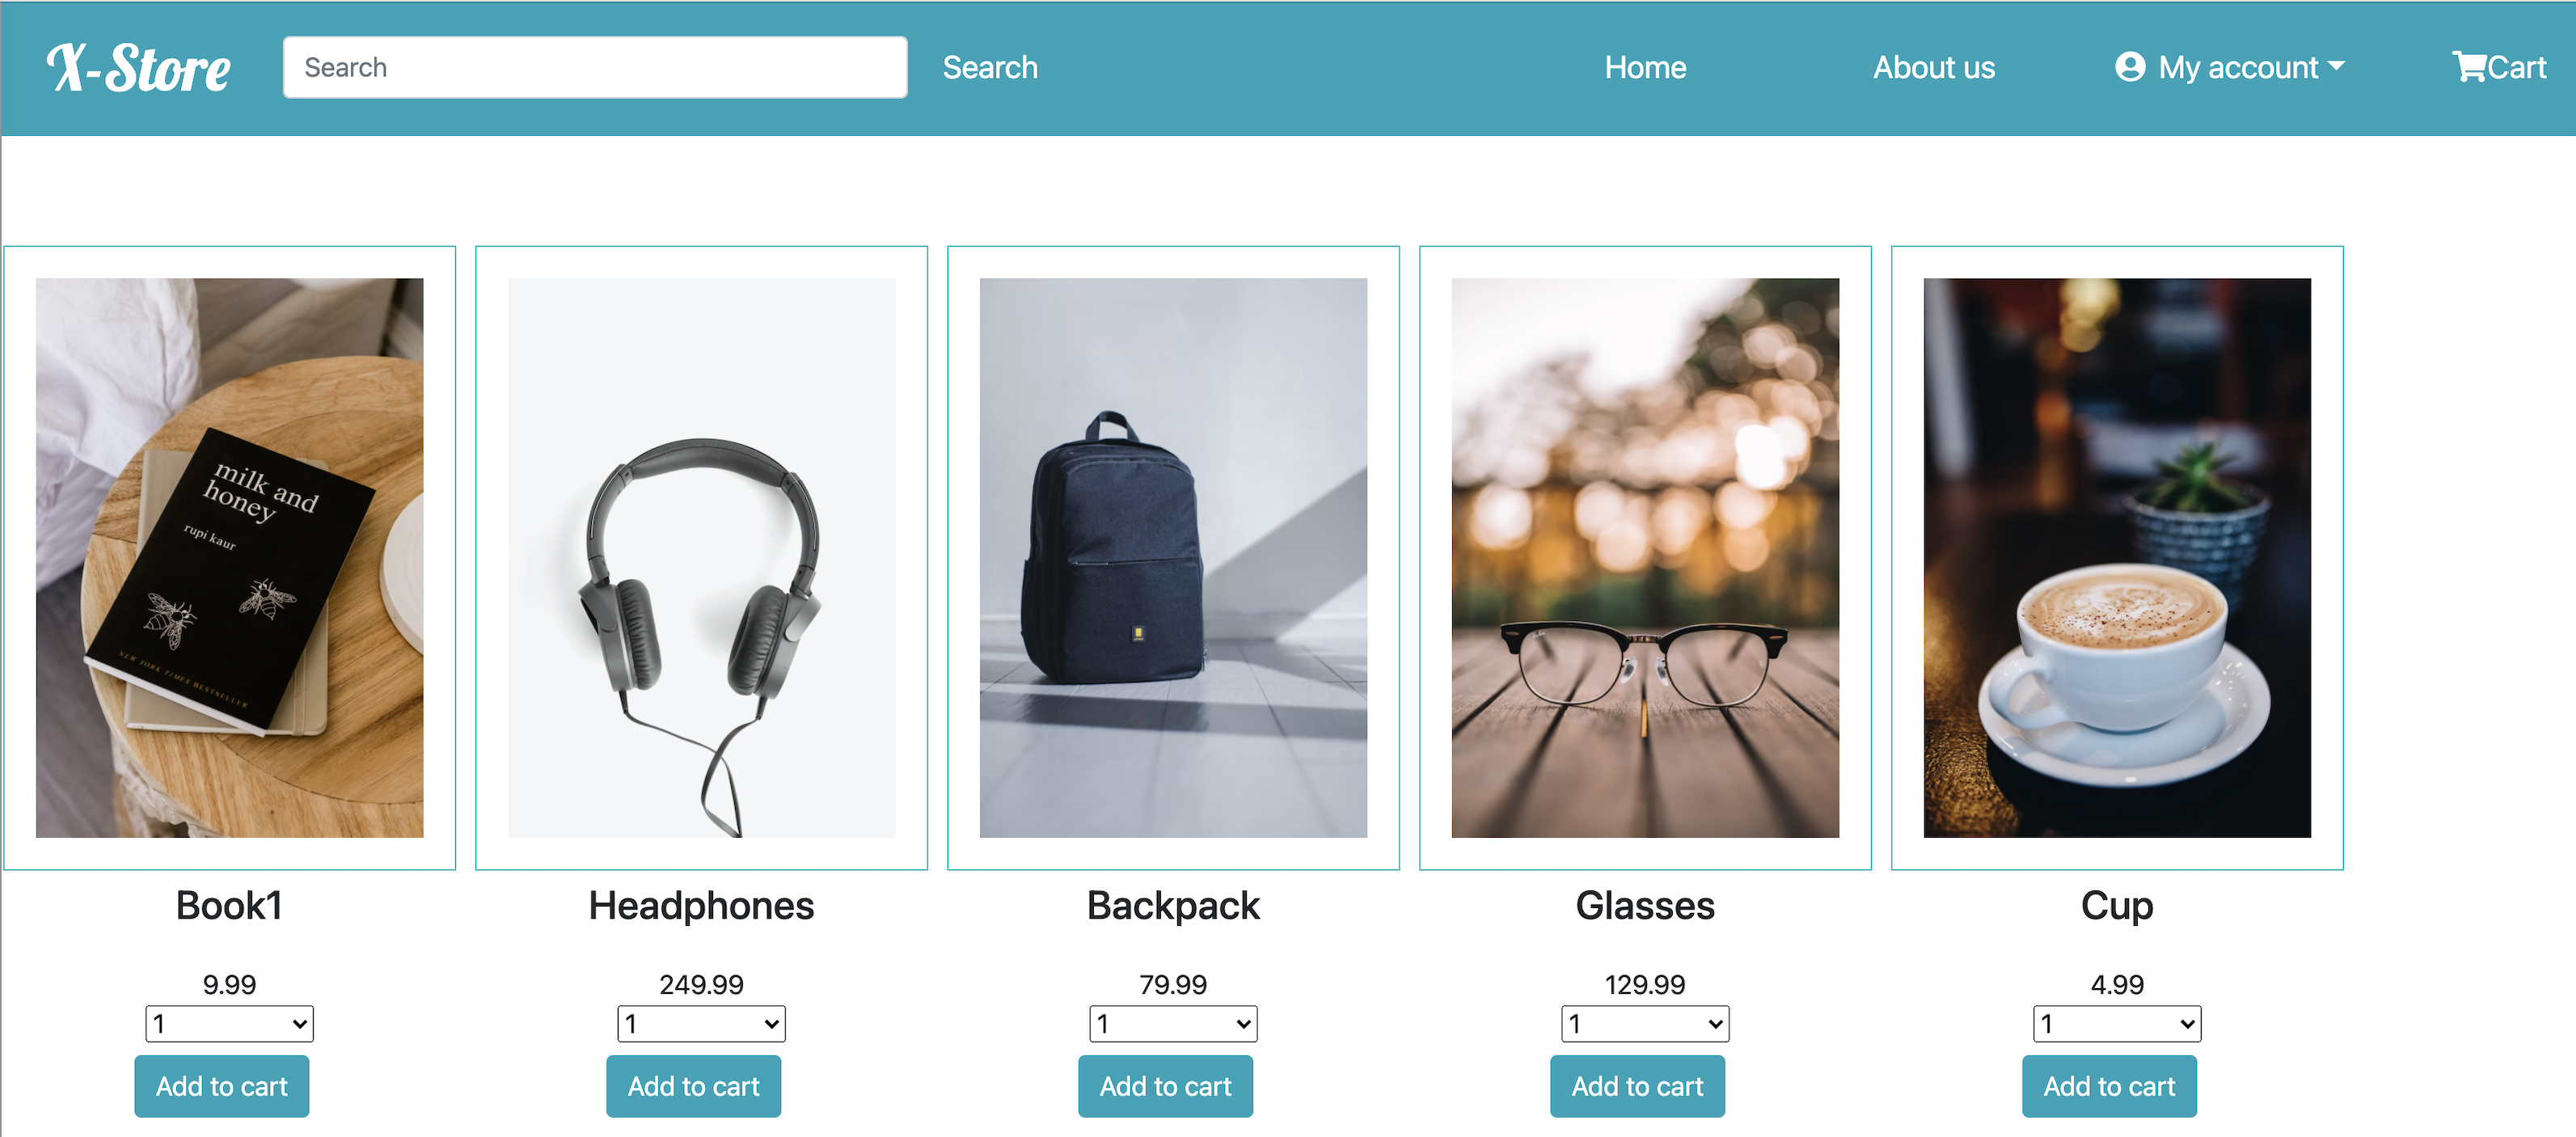 X-Store
Search
Search
Home
About us
My account
Cart
milk and
honey
rupi kaur
NEW YORK TIMES BESTSELLER
Book1
Headphones
Backpack
Glasses
Cup
9.99
249.99
79.99
129.99
4.99
1
1
1
1
1
Add to cart
Add to cart
Add to cart
Add to cart
Add to cart